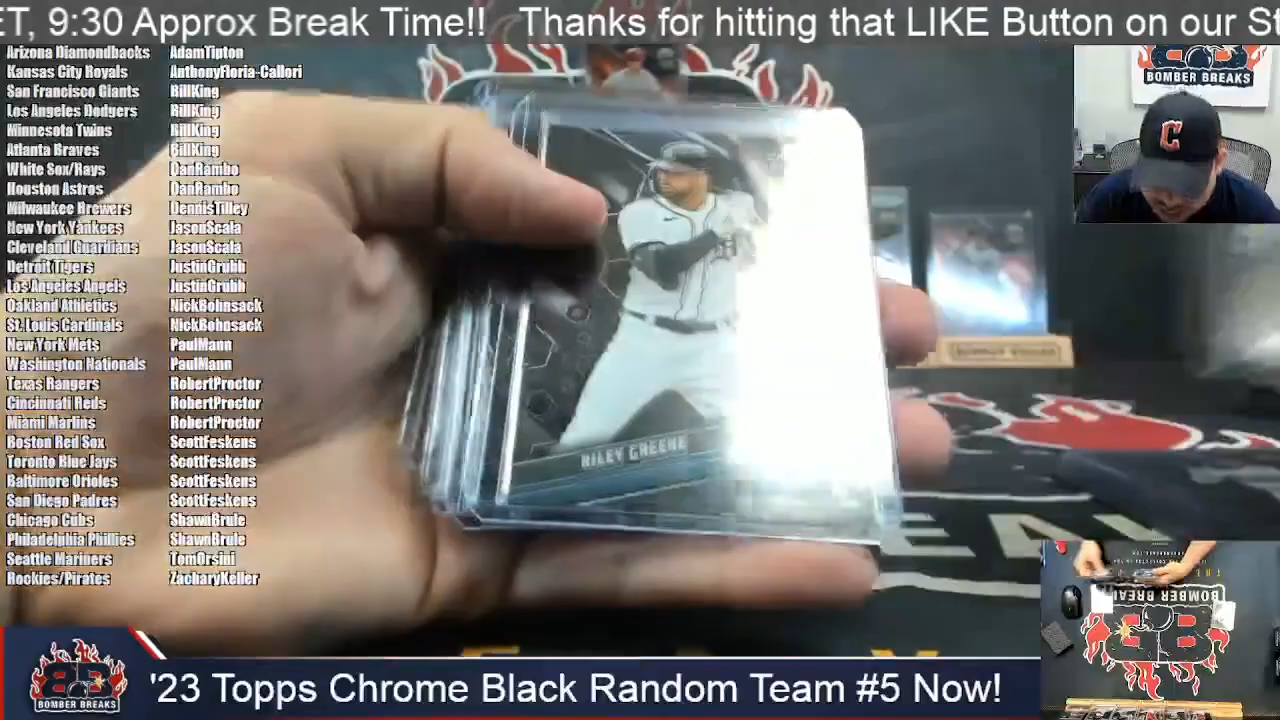 ET, 9:30 Approx Break Time!! Thanks for hitting that LIKE Button on our St
Arizona Diamondbacks AdamTipton
Kansas City Royals AnthonyFloria-Callori
San Francisco Giants BillKing
Los Angeles Dodgers BillKing
Minnesota Twins BillKing
Atlanta Braves BillKing
White Sox/Rays DanRambo
Houston Astros DanRambo
Milwaukee Brewers DennisTilley
New York Yankees JasonScala
Cleveland Guardians JasonScala
Detroit Tigers JustinGrubh
Los Angeles Angels JustinGrubh
Oakland Athletics NickBohnsack
St. Louis Cardinals NickBohnsack
New York Mets PaulMann
Washington Nationals PaulMann
Texas Rangers RobertProctor
Cincinnati Reds RobertProctor
Miami Marlins RobertProctor
Boston Red Sox ScottFeskens
Toronto Blue Jays ScottFeskens
Baltimore Orioles ScottFeskens
San Diego Padres ScottFeskens
Chicago Cubs ShawnBrule
Philadelphia Phillies ShawnBrule
Seattle Mariners TomOrsini
Rockies/Pirates ZacharyKeller
RILEY GREENE
BOMBER BREAKS
C
BOMBER BREAK
BOMBER BREAKS
'23 Topps Chrome Black Random Team #5 Now!